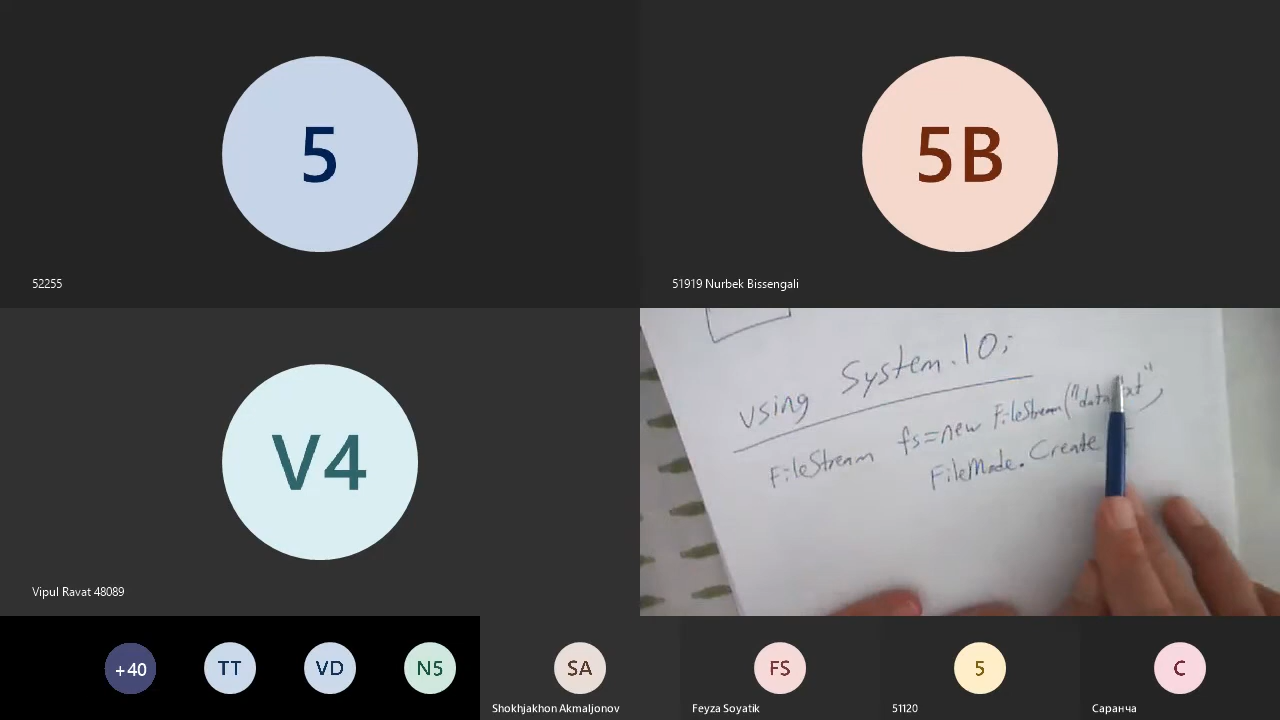 5
52255
5B
51919 Nurbek Bissengali
V4
Vipul Ravat 48089
using System.IO;
FileStream fs=new FileStream("data
FileMode.Create
+40
TT
VD
N5
SA
Shokhjakhon Akmaljonov
FS
Feyza Soyatik
5
51120
C
Саранча